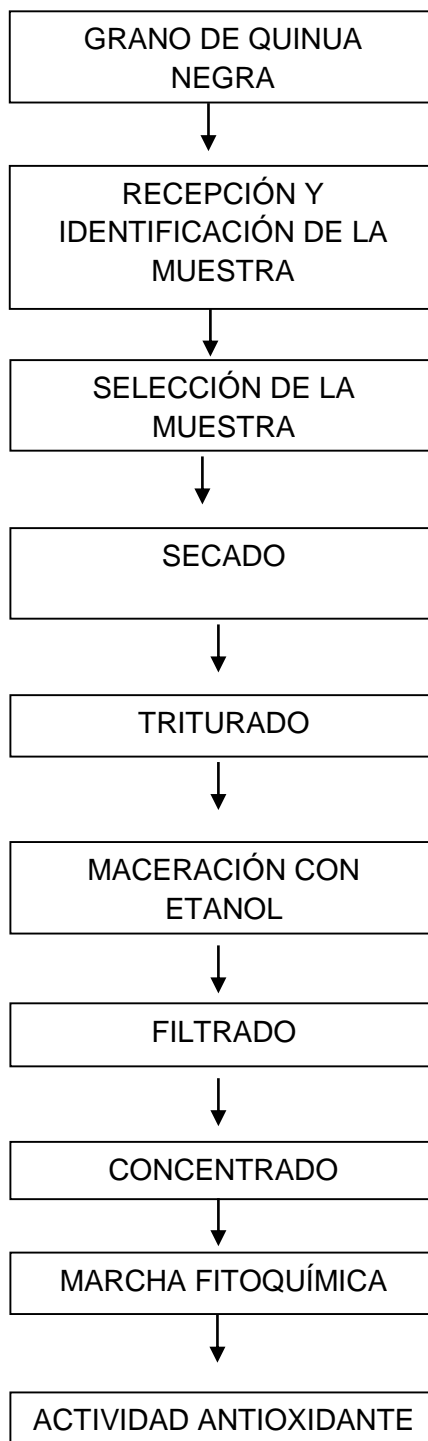 GRANO DE QUINUA
NEGRA
RECEPCIÓN Y
IDENTIFICACIÓN DE LA
MUESTRA
SELECCIÓN DE LA
MUESTRA
SECADO
TRITURADO
MACERACIÓN CON
ETANOL
FILTRADO
CONCENTRADO
MARCHA FITOQUÍMICA
ACTIVIDAD ANTIOXIDANTE